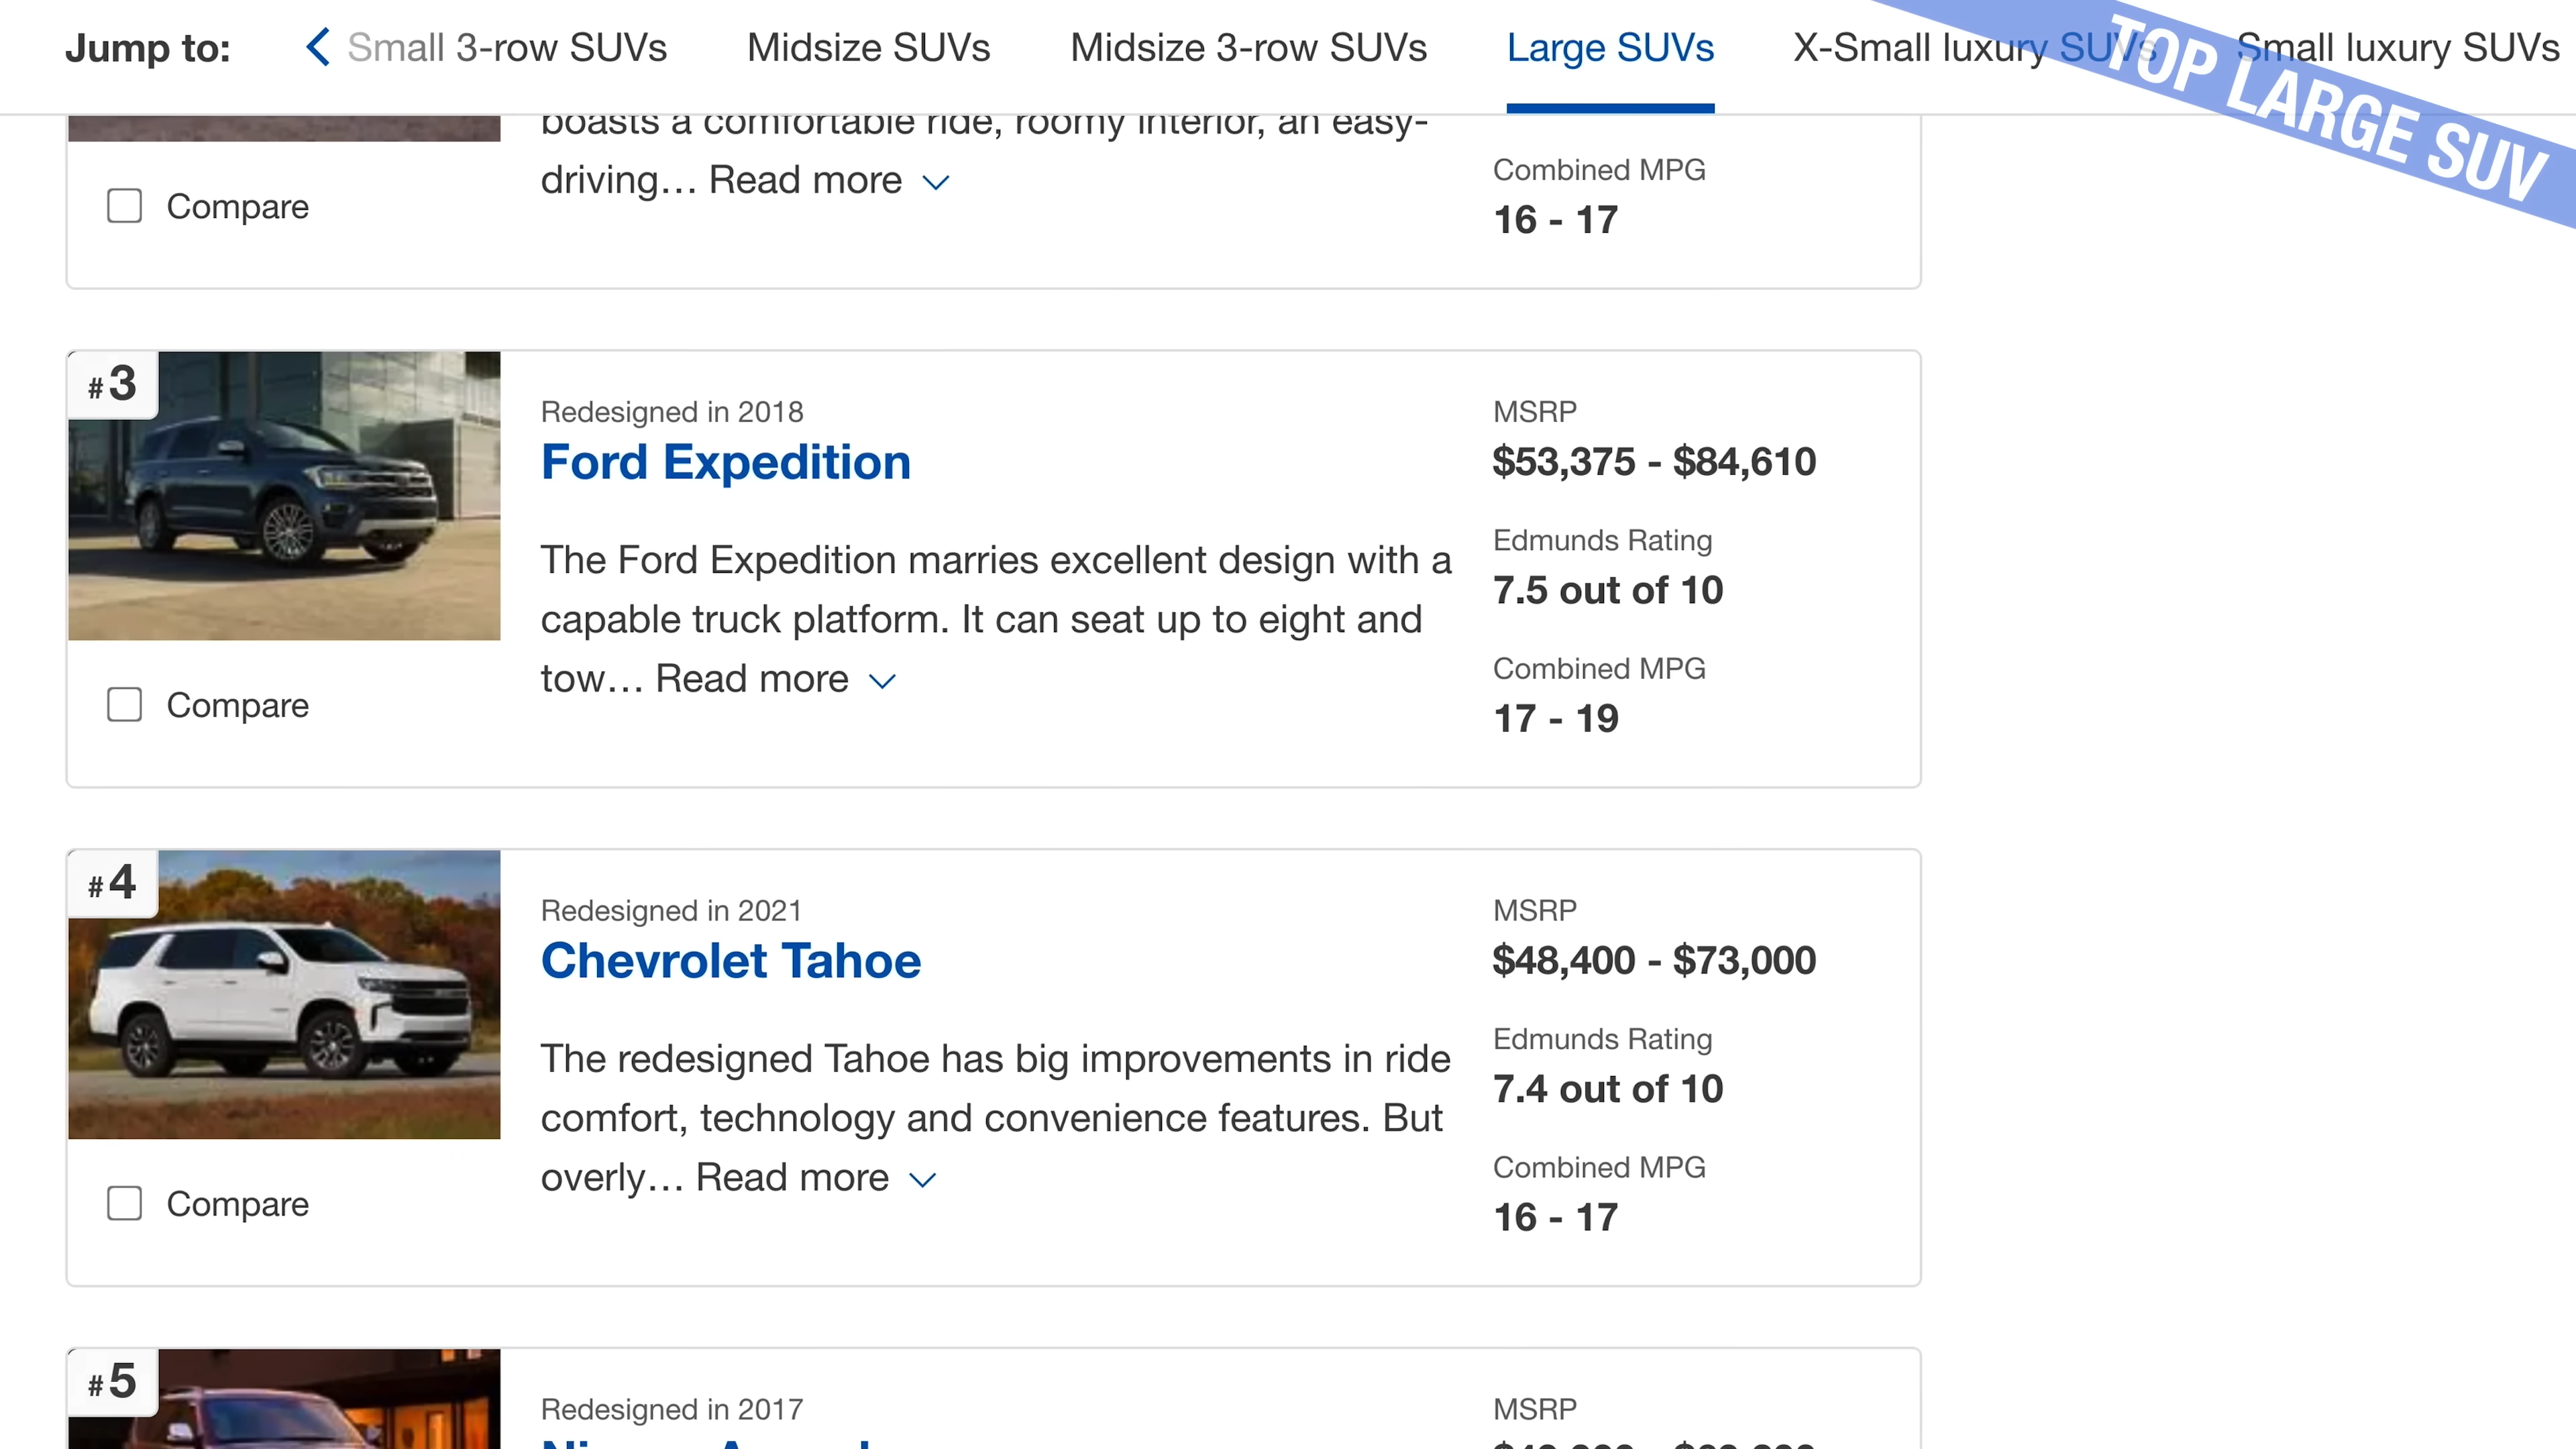 Jump to:
Small 3-row SUVs
Midsize SUVs
Midsize 3-row SUVs
Large SUVs
X-Small luxury SUVs
Small luxury SUVs
TOP LARGE SUV
boasts a comfortable ride, roomy interior, an easy-
driving… Read more
Compare
Combined MPG
16 - 17
#3
Redesigned in 2018
Ford Expedition
The Ford Expedition marries excellent design with a
capable truck platform. It can seat up to eight and
tow… Read more
Compare
MSRP
$53,375 - $84,610
Edmunds Rating
7.5 out of 10
Combined MPG
17 - 19
#4
Redesigned in 2021
Chevrolet Tahoe
The redesigned Tahoe has big improvements in ride
comfort, technology and convenience features. But
overly… Read more
Compare
MSRP
$48,400 - $73,000
Edmunds Rating
7.4 out of 10
Combined MPG
16 - 17
#5
Redesigned in 2017
MSRP